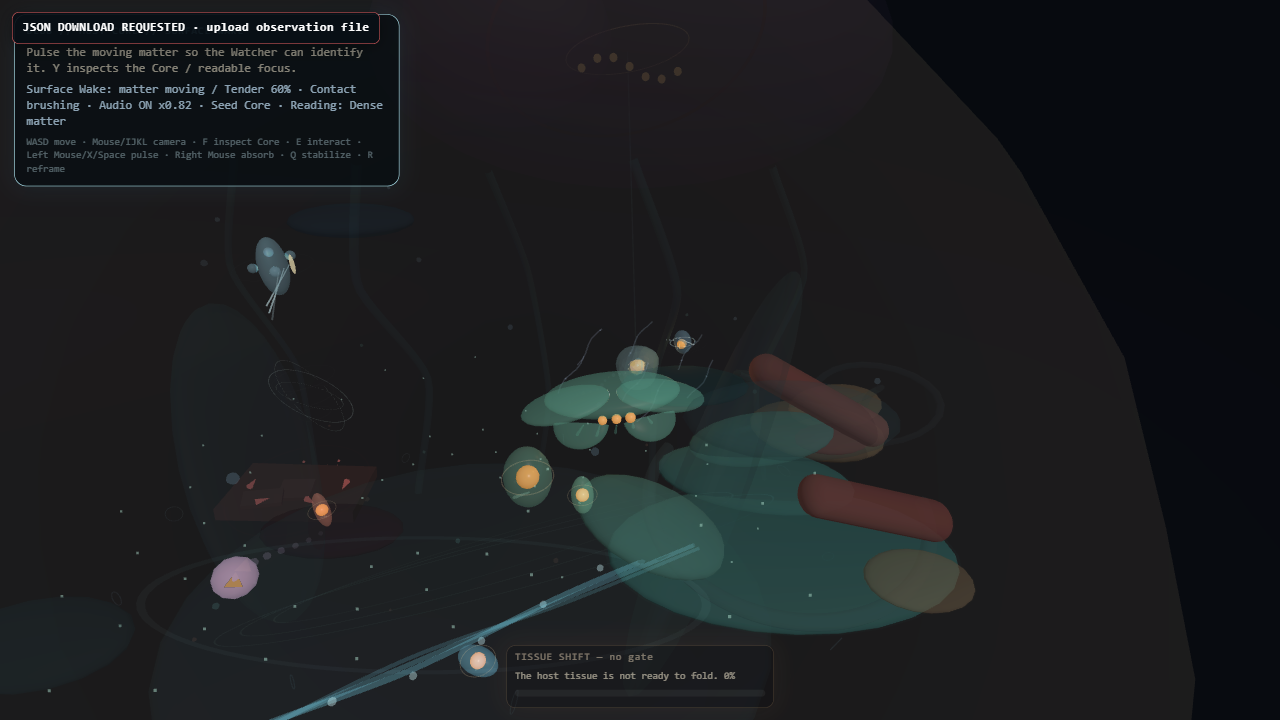 JSON DOWNLOAD REQUESTED · upload observation file
Pulse the moving matter so the Watcher can identify
it. Y inspects the Core / readable focus.
Surface Wake: matter moving / Tender 60% · Contact
brushing · Audio ON x0.82 · Seed Core · Reading: Dense
matter
WASD move · Mouse/IJKL camera · F inspect Core · E interact ·
Left Mouse/X/Space pulse · Right Mouse absorb · Q stabilize · R
reframe
TISSUE SHIFT — no gate
The host tissue is not ready to fold. 0%